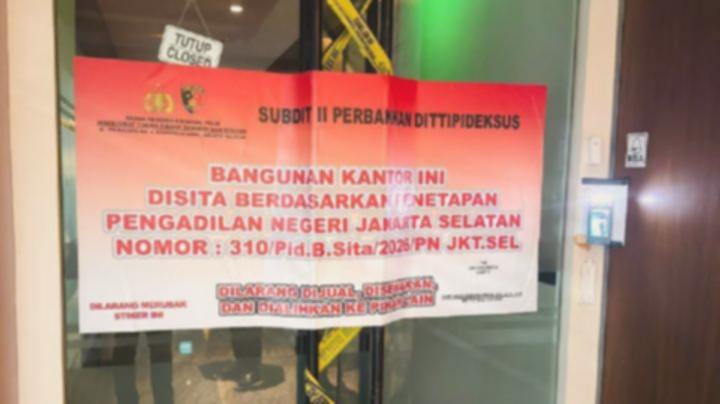 TUTUP
CLOSED
SUBDIT II PERBANKAN DITTIPIDEKSUS
BANGUNAN KANTOR INI
DISITA BERDASARKAN PENETAPAN
PENGADILAN NEGERI JAKARTA SELATAN
NOMOR : 310/Pid.B.Sita/2026/PN JKT.SEL
DILARANG DIJUAL, DISEWAKAN,
DAN DIALIHKAN KE PIHAK LAIN
DILARANG MERUSAK
STIKER INI